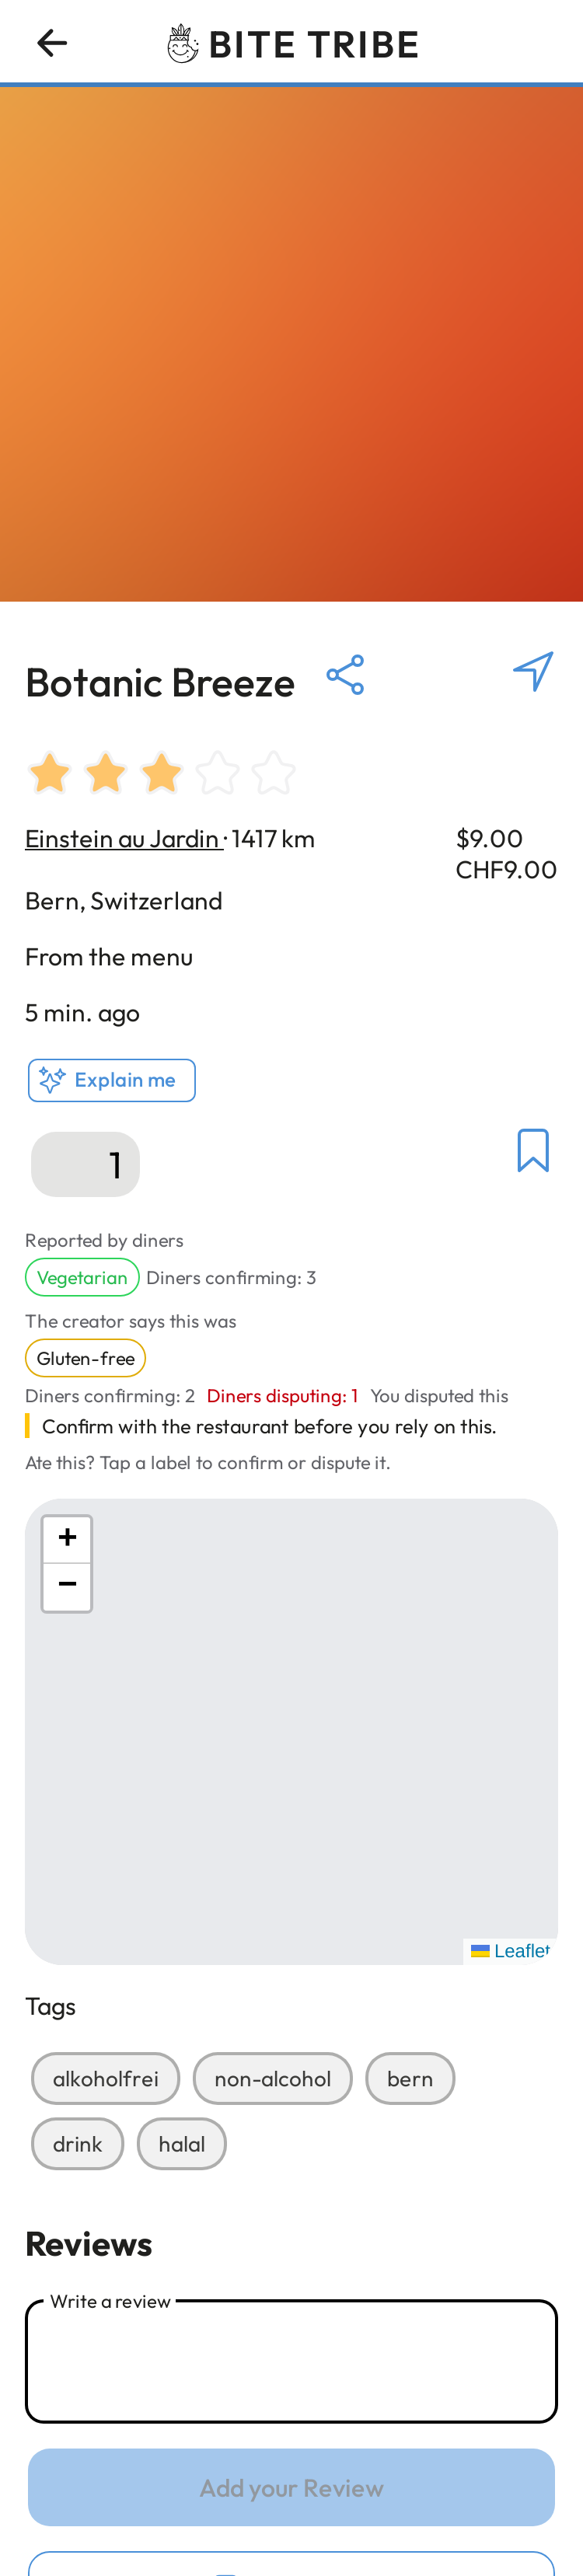 BITE TRIBE
Botanic Breeze
Einstein au Jardin · 1417 km
$9.00
CHF9.00
Bern, Switzerland
From the menu
5 min. ago
Explain me
1
Reported by diners
Vegetarian Diners confirming: 3
The creator says this was
Gluten-free
Diners confirming: 2 Diners disputing: 1 You disputed this
Confirm with the restaurant before you rely on this.
Ate this? Tap a label to confirm or dispute it.
+
−
Leaflet
Tags
alkoholfrei non-alcohol bern
drink halal
Reviews
Write a review
Add your Review